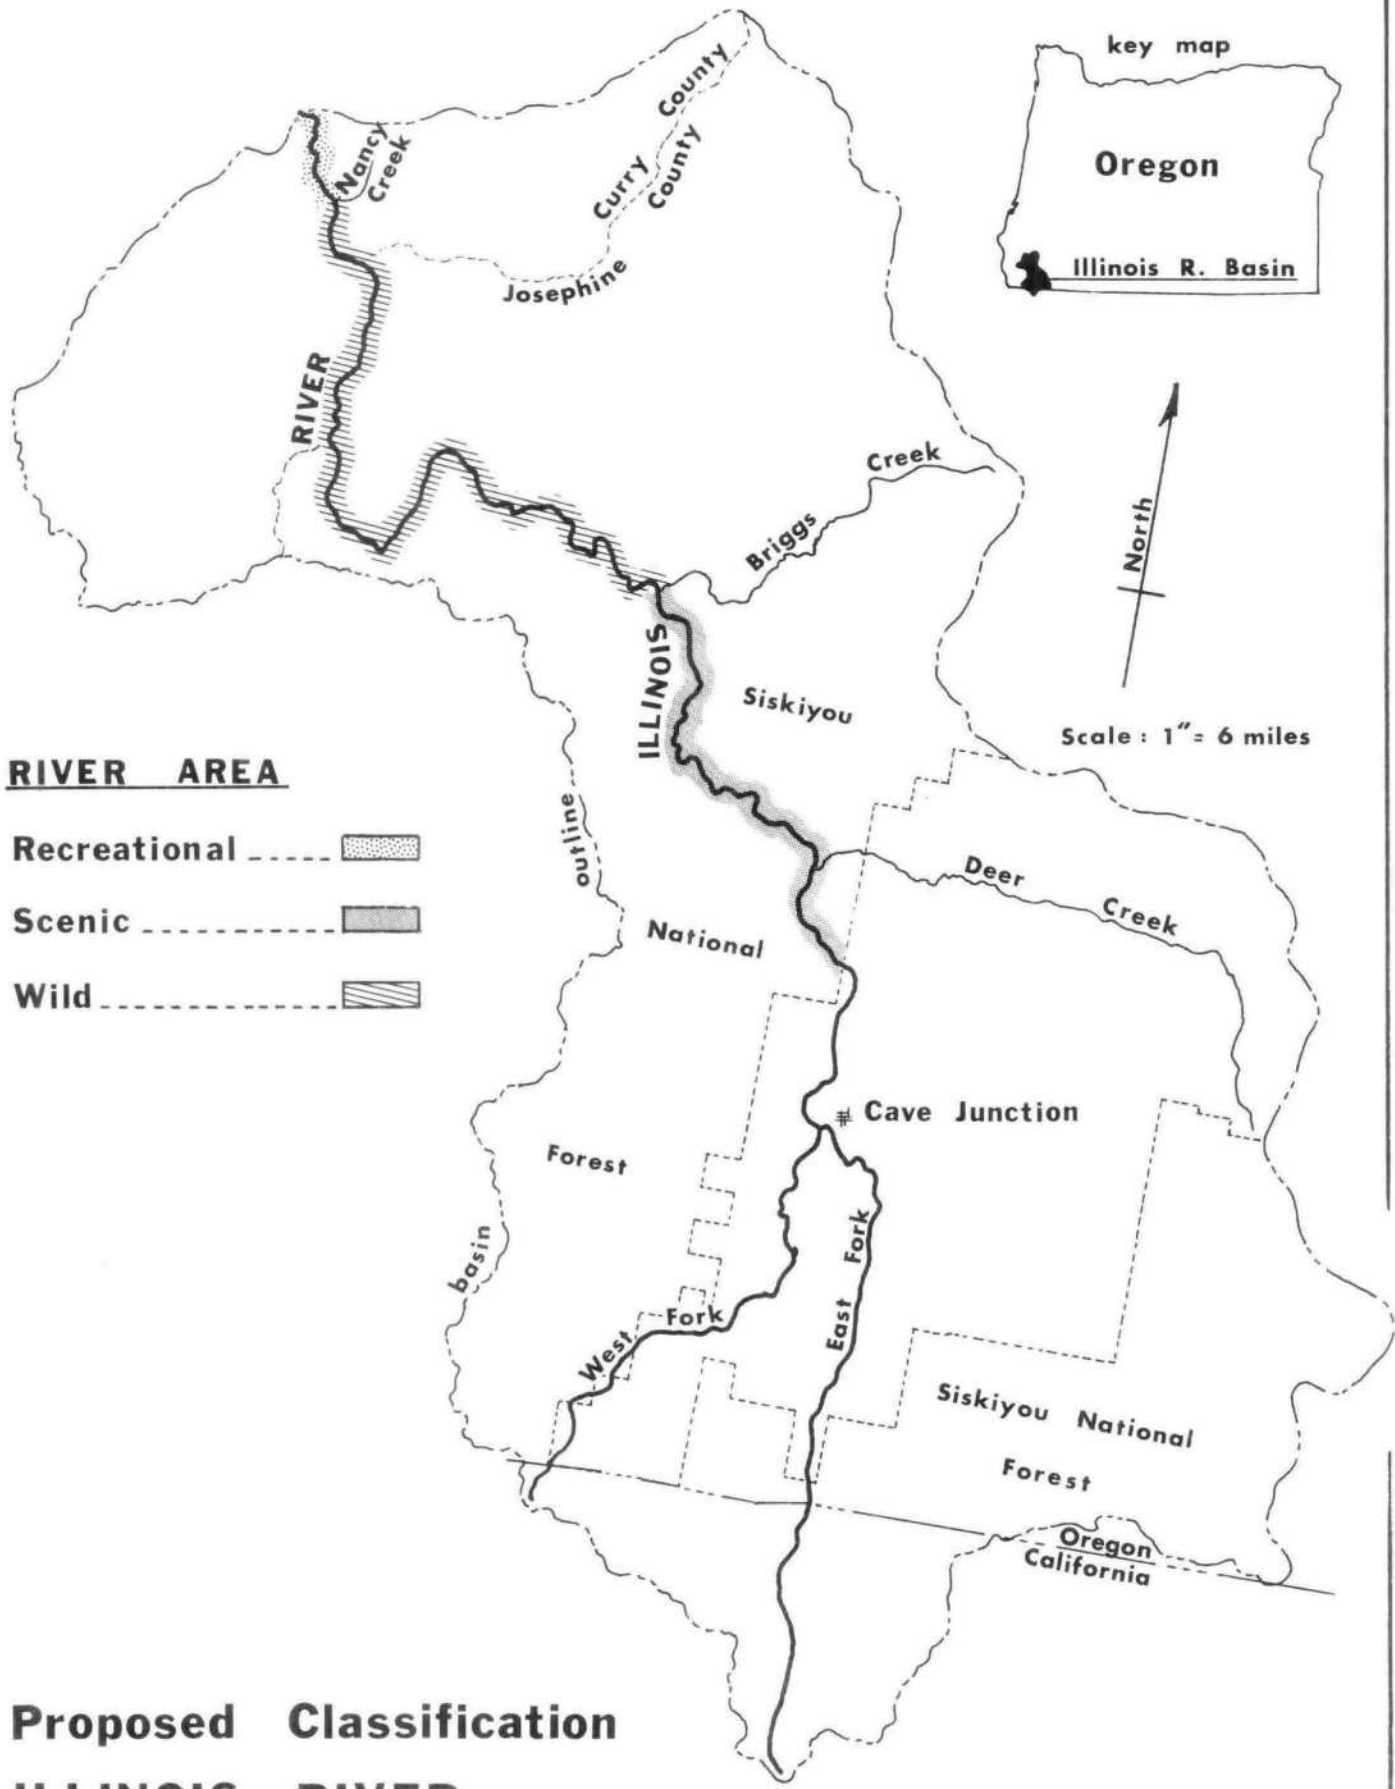 key map
Oregon
Illinois R. Basin
Curry County
Josephine County
Nancy
Creek
RIVER
Briggs Creek
North
ILLINOIS
Siskiyou
Scale : 1"= 6 miles
RIVER AREA
Recreational
Scenic
Wild
outline
Deer Creek
National
Cave Junction
Forest
basin
West Fork
East Fork
Siskiyou National
Forest
Oregon
California
Proposed Classification
ILLINOIS RIVER